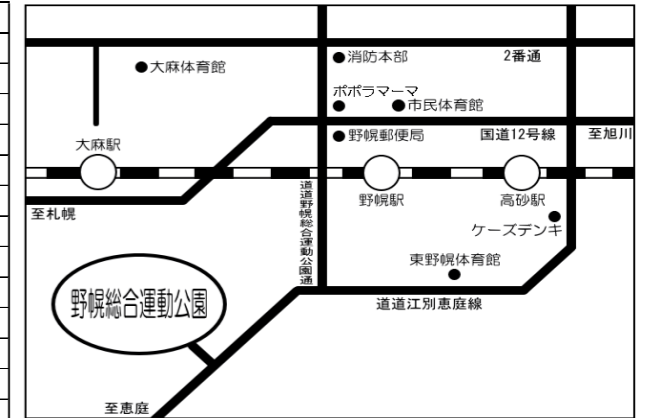 消防本部
2番通
大麻体育館
ポポラマーマ
市民体育館
野幌郵便局
国道12号線
至旭川
大麻駅
野幌駅
高砂駅
至札幌
道道野幌総合運動公園通
ケーズデンキ
東野幌体育館
野幌総合運動公園
道道江別恵庭線
至恵庭